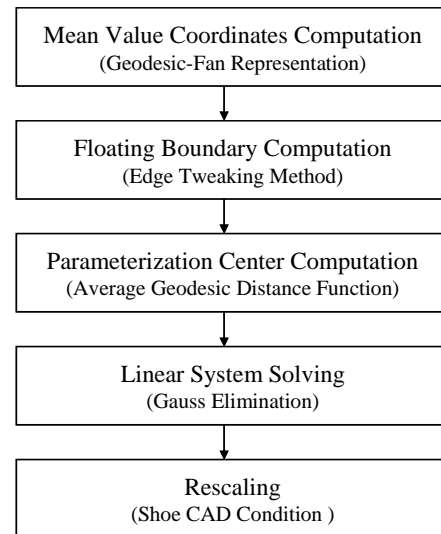 Mean Value Coordinates Computation
(Geodesic-Fan Representation)
Floating Boundary Computation
(Edge Tweaking Method)
Parameterization Center Computation
(Average Geodesic Distance Function)
Linear System Solving
(Gauss Elimination)
Rescaling
(Shoe CAD Condition )